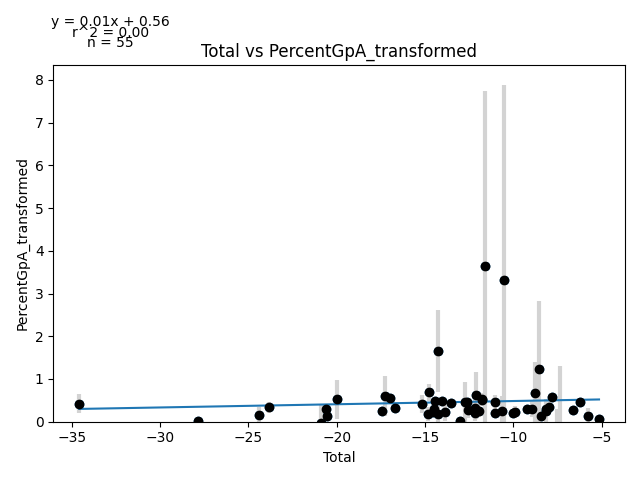 y = 0.01x + 0.56
r^2 = 0.00
n = 55
Total vs PercentGpA_transformed
PercentGpA_transformed
8
7
6
5
4
3
2
1
0
−35 −30 −25 −20 −15 −10 −5
Total